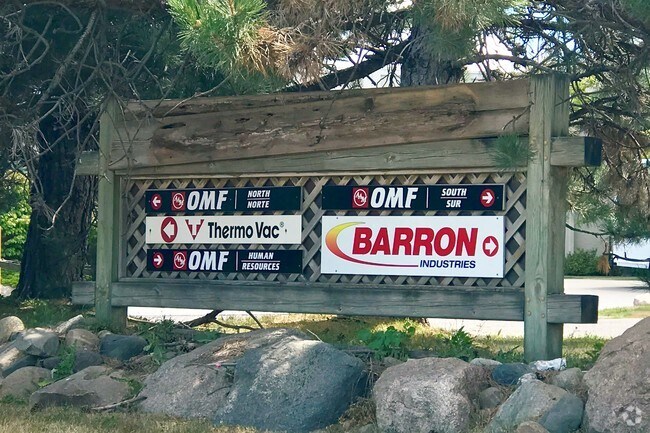 OMF NORTH
NORTE
Thermo Vac
OMF HUMAN
RESOURCES
OMF SOUTH
SUR
BARRON
INDUSTRIES